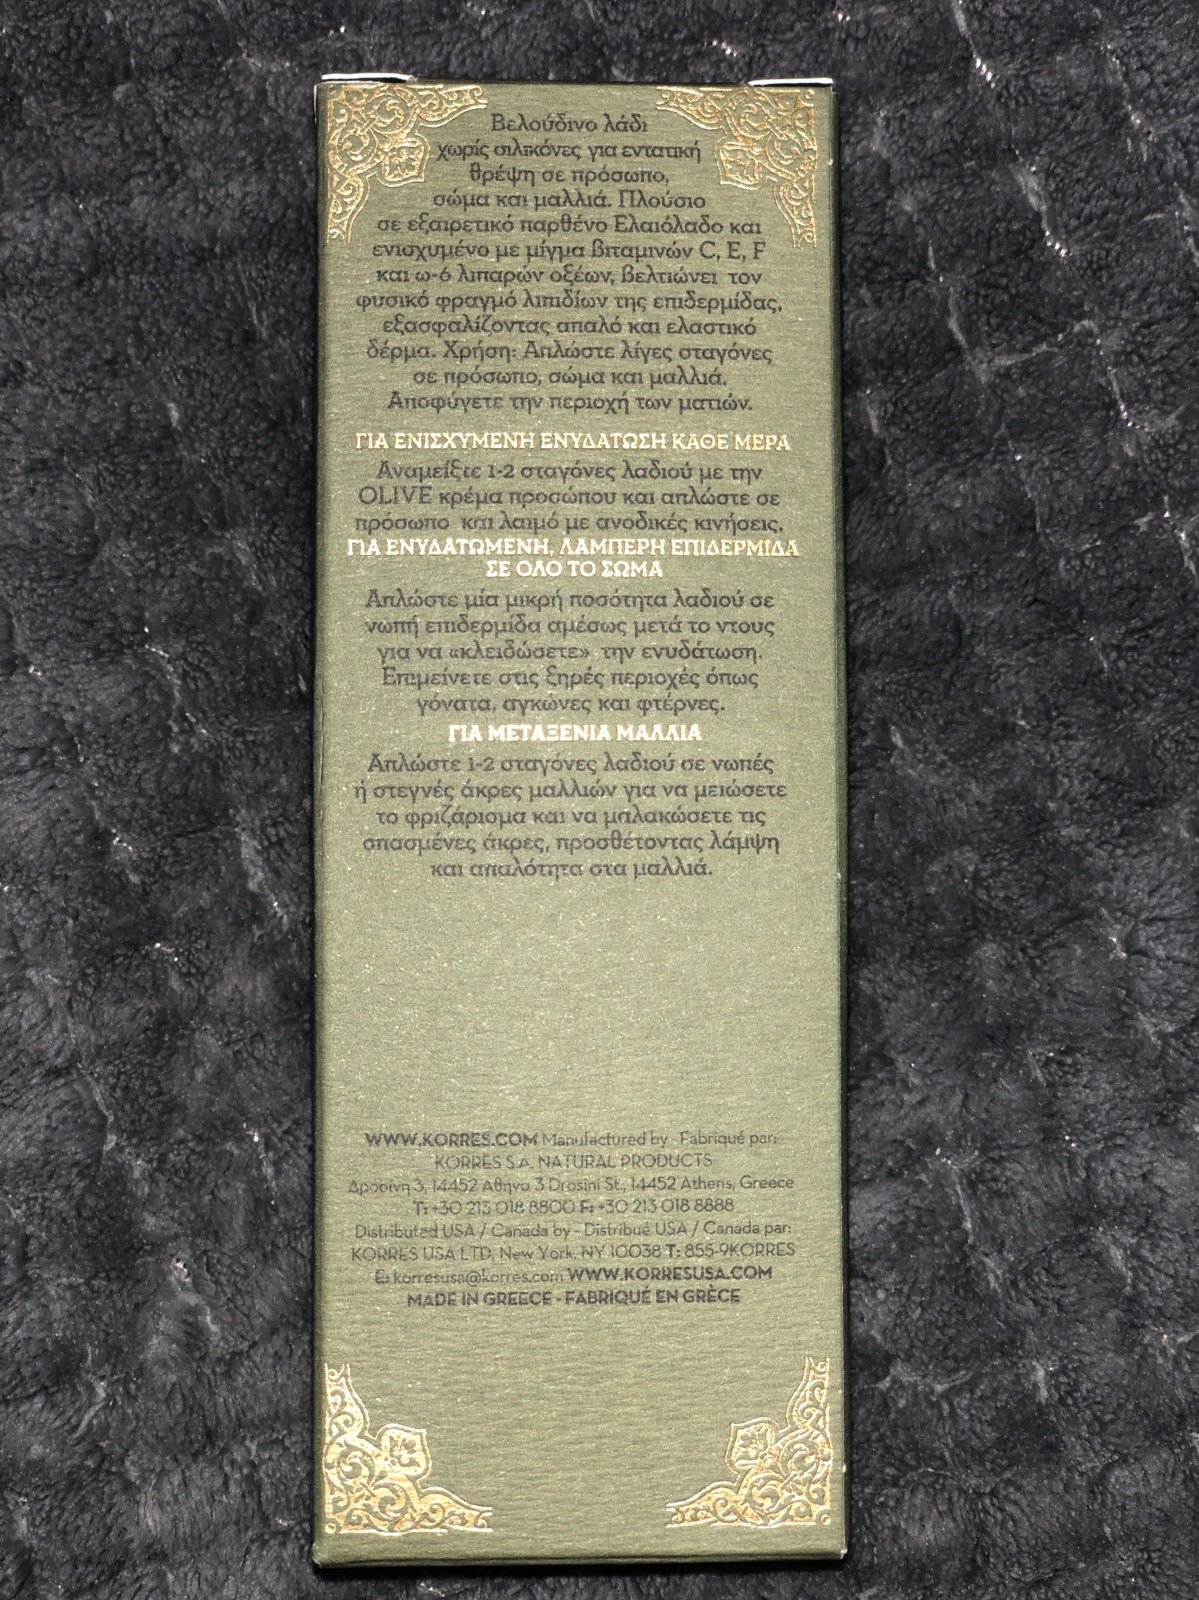 Βελούδινο λάδι
χωρίς σιλικόνες για εντατική
θρέψη σε πρόσωπο,
σώμα και μαλλιά. Πλούσιο
σε εξαιρετικό παρθένο Ελαιόλαδο και
ενισχυμένο με μίγμα βιταμινών C, E, F
και ω-6 λιπαρών οξέων, βελτιώνει τον
φυσικό φραγμό λιπιδίων της επιδερμίδας,
εξασφαλίζοντας απαλό και ελαστικό
δέρμα. Χρήση: Απλώστε λίγες σταγόνες
σε πρόσωπο, σώμα και μαλλιά.
Αποφύγετε την περιοχή των ματιών.
ΓΙΑ ΕΝΙΣΧΥΜΕΝΗ ΕΝΥΔΑΤΩΣΗ ΚΑΘΕ ΜΕΡΑ
Αναμείξτε 1-2 σταγόνες λαδιού με την
OLIVE κρέμα προσώπου και απλώστε σε
πρόσωπο και λαιμό με ανοδικές κινήσεις.
ΓΙΑ ΕΝΥΔΑΤΩΜΕΝΗ, ΛΑΜΠΕΡΗ ΕΠΙΔΕΡΜΙΔΑ
ΣΕ ΟΛΟ ΤΟ ΣΩΜΑ
Απλώστε μία μικρή ποσότητα λαδιού σε
νωπή επιδερμίδα αμέσως μετά το ντους
για να «κλειδώσετε» την ενυδάτωση.
Επιμείνετε στις ξηρές περιοχές όπως
γόνατα, αγκώνες και φτέρνες.
ΓΙΑ ΜΕΤΑΞΕΝΙΑ ΜΑΛΛΙΑ
Απλώστε 1-2 σταγόνες λαδιού σε νωπές
ή στεγνές άκρες μαλλιών για να μειώσετε
το φριζάρισμα και να μαλακώσετε τις
σπασμένες άκρες, προσθέτοντας λάμψη
και απαλότητα στα μαλλιά.
WWW.KORRES.COM Manufactured by - Fabriqué par:
KORRES S.A. NATURAL PRODUCTS
Δροσίνη 3, 14452 Αθήνα 3 Drosini St., 14452 Athens, Greece
T: +30 213 018 8800 F: +30 213 018 8888
Distributed USA / Canada by - Distribué USA / Canada par:
KORRES USA LTD, New York, NY 10038 T: 855-9KORRES
E: korresusa@korres.com WWW.KORRESUSA.COM
MADE IN GREECE - FABRIQUÉ EN GRÈCE